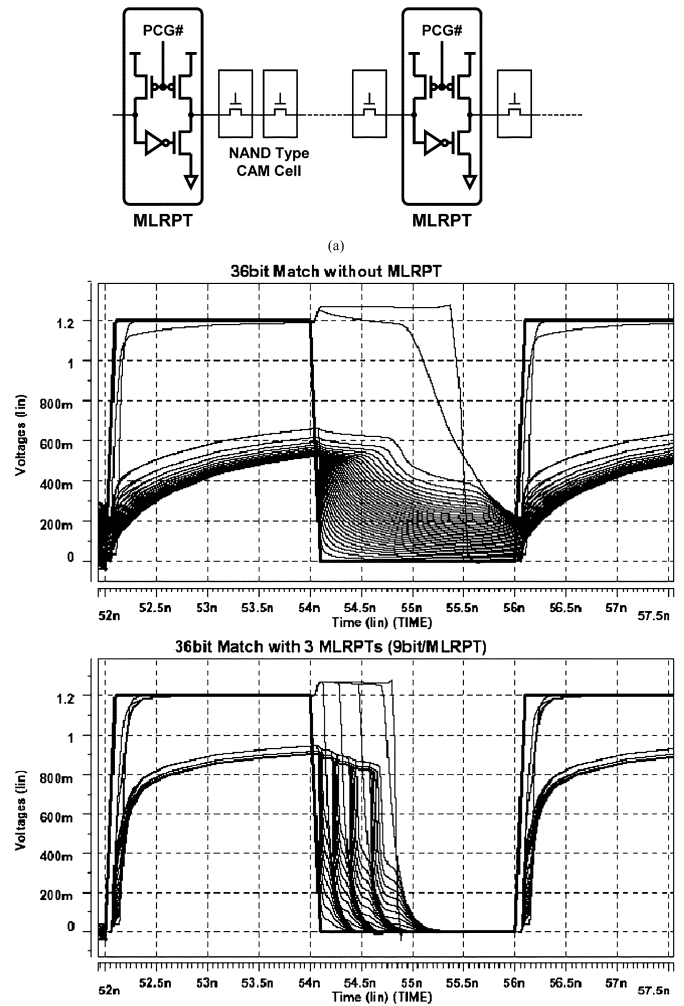 PCG#
PCG#
NAND Type
CAM Cell
MLRPT
MLRPT
(a)
36bit Match without MLRPT
Voltages (lin)
1.2
1
800m
600m
400m
200m
0
52n
52.5n
53n
53.5n
54n
54.5n
55n
55.5n
56n
56.5n
57n
57.5n
Time (lin) (TIME)
36bit Match with 3 MLRPTs (9bit/MLRPT)
Voltages (lin)
1.2
1
800m
600m
400m
200m
0
52n
52.5n
53n
53.5n
54n
54.5n
55n
55.5n
56n
56.5n
57n
57.5n
Time (lin) (TIME)